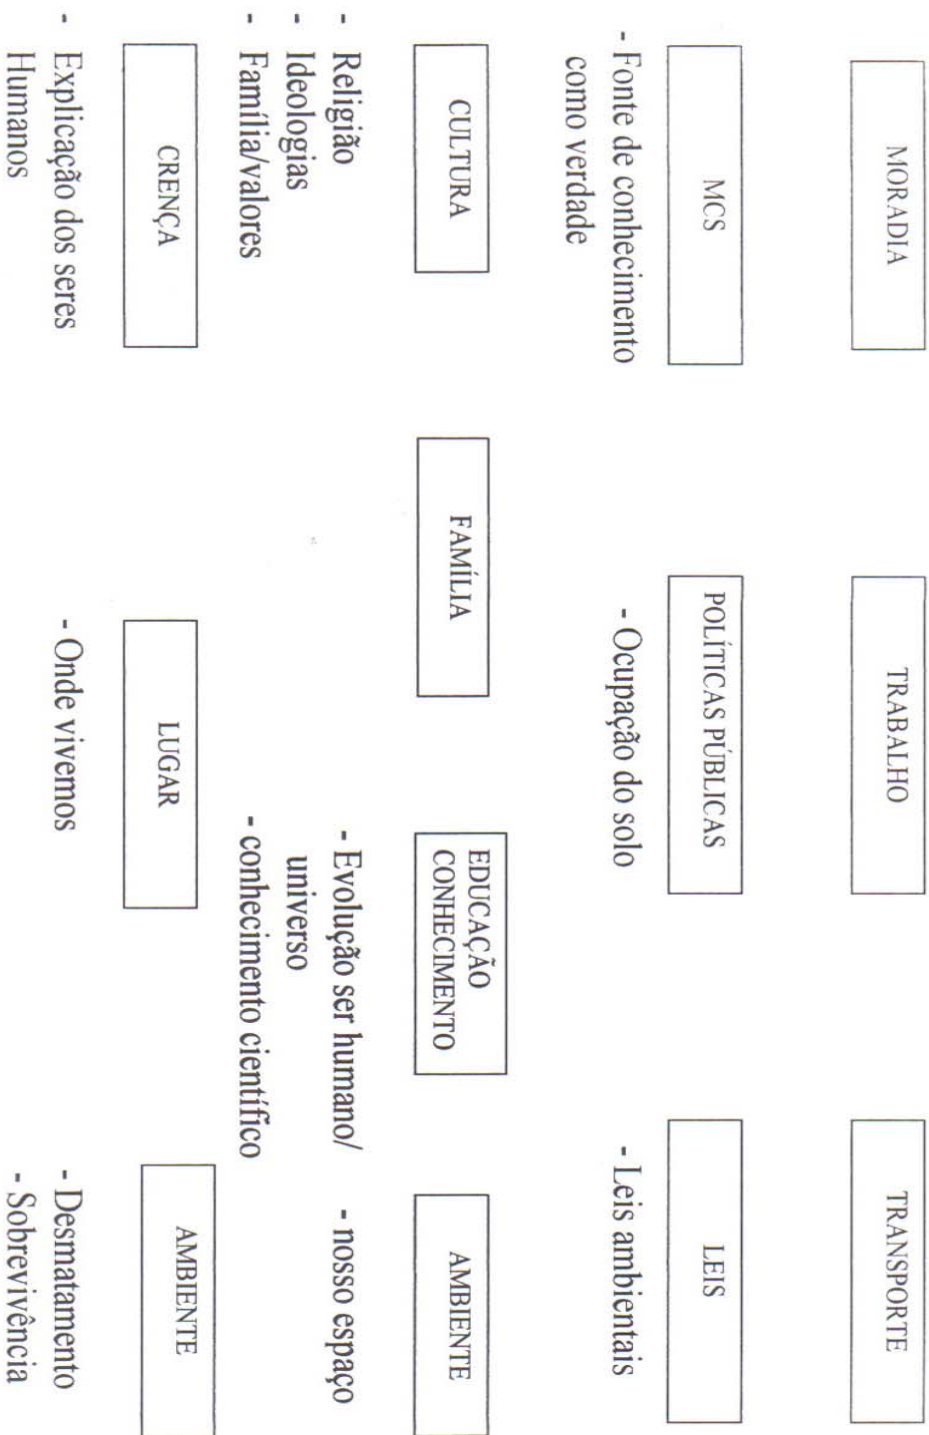 MORADIA
TRABALHO
TRANSPORTE
MCS
POLÍTICAS PÚBLICAS
LEIS
- Fonte de conhecimento
como verdade
- Ocupação do solo
- Leis ambientais
CULTURA
FAMÍLIA
EDUCAÇÃO
CONHECIMENTO
AMBIENTE
- Religião
- Ideologias
- Família/valores
- Evolução ser humano/
universo
- conhecimento científico
- nosso espaço
CRENÇA
LUGAR
AMBIENTE
- Explicação dos seres
Humanos
- Onde vivemos
- Desmatamento
- Sobrevivência